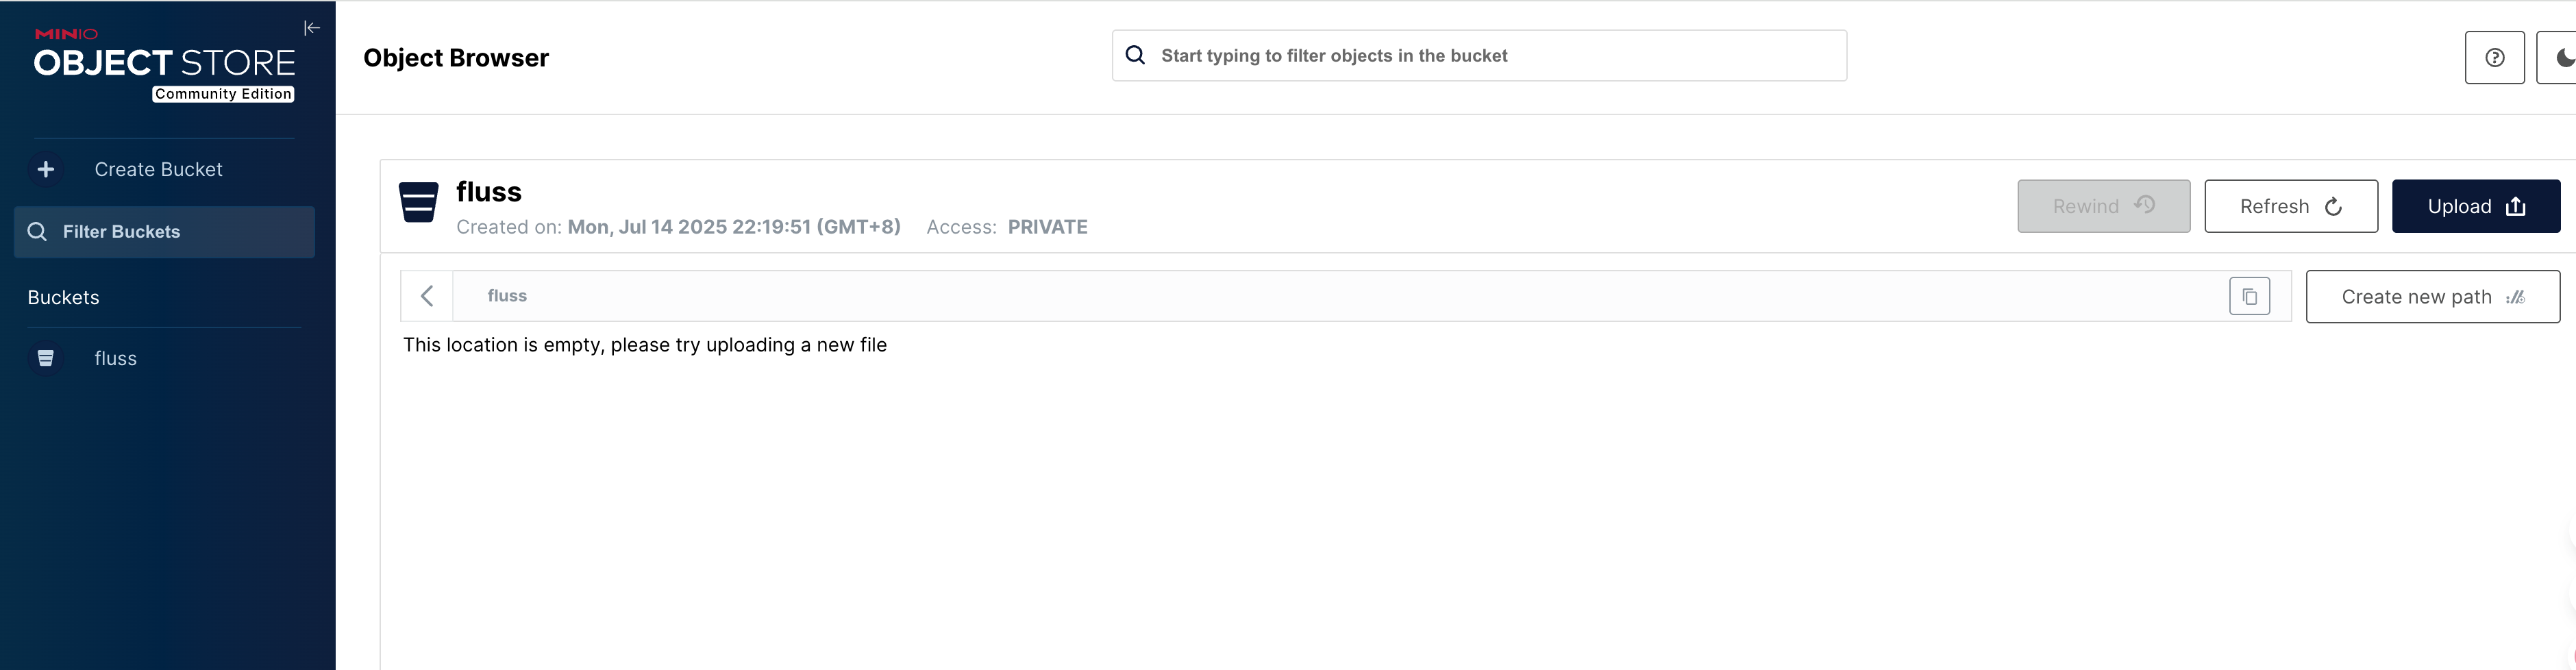 MINIO
OBJECT STORE
Community Edition
Create Bucket
Filter Buckets
Buckets
fluss
Object Browser
Start typing to filter objects in the bucket
fluss
Created on: Mon, Jul 14 2025 22:19:51 (GMT+8) Access: PRIVATE
Rewind
Refresh
Upload
fluss
Create new path
This location is empty, please try uploading a new file